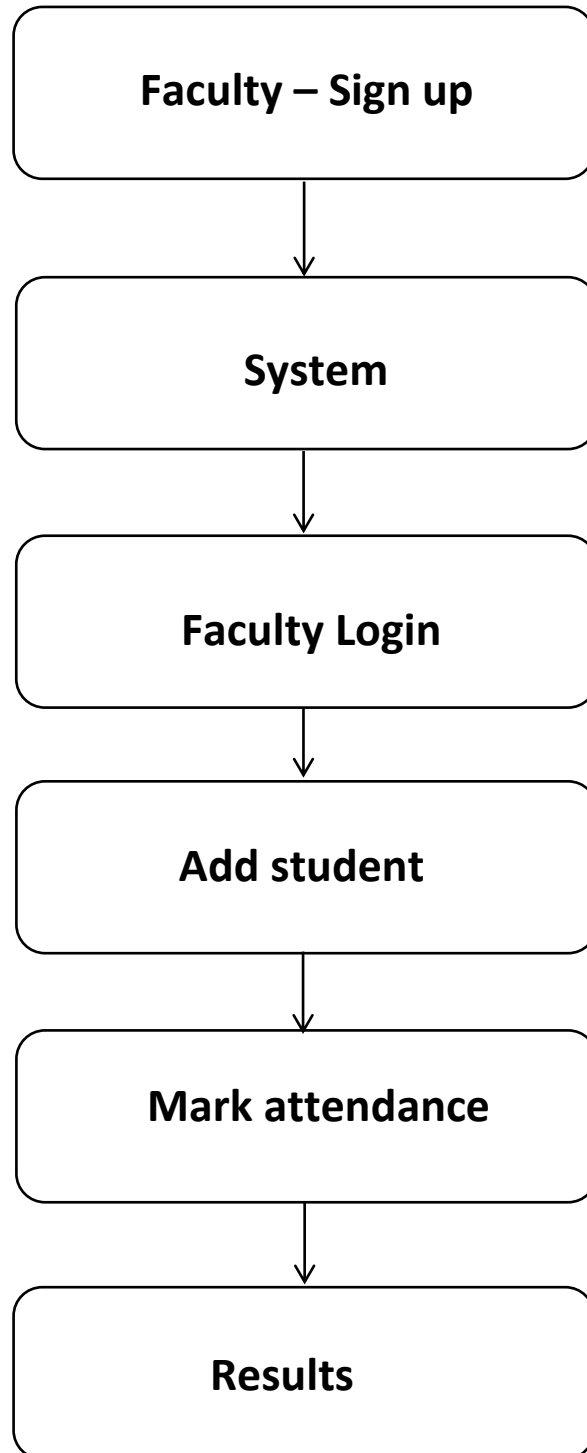 Faculty – Sign up
System
Faculty Login
Add student
Mark attendance
Results